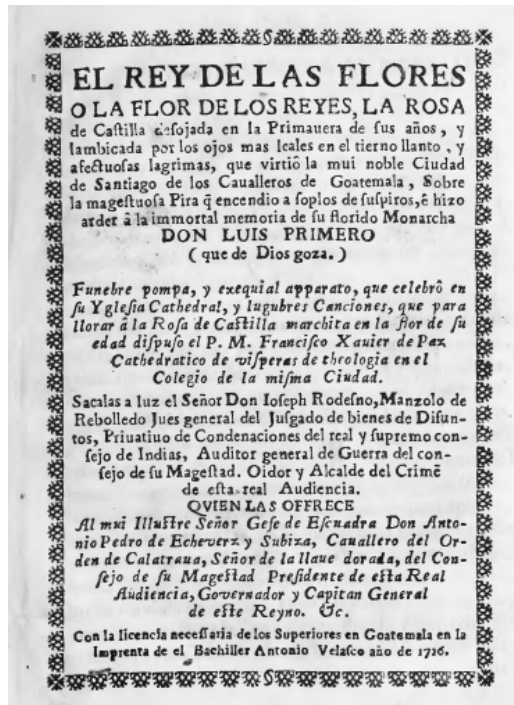 EL REY DE LAS FLORES
O LA FLOR DE LOS REYES, LA ROSA
de Caſtilla deſojada en la Primauera de ſus años, y
lambicada por los ojos mas leales en el tierno llanto, y
afectuoſas lagrimas, que virtiô la mui noble Ciudad
de Santiago de los Caualleros de Goatemala, Sobre
la mageſtuoſa Pira q̃ encendio a ſoplos de ſuſpiros, ê hizo
arder â la immortal memoria de ſu florido Monarcha
DON LUIS PRIMERO
( que de Dios goza. )
Funebre pompa, y exequial apparato, que celebrô en
ſu Ygleſia Cathedral, y lugubres Canciones, que para
llorar â la Roſa de Caſtilla marchita en la flor de ſu
edad diſpuſo el P. M. Franciſco Xauier de Paz
Cathedratico de viſperas de theologia en el
Colegio de la miſma Ciudad.
Sacalas a luz el Señor Don Ioſeph Rodeſno, Manzolo de
Rebolledo Jues general del Juſgado de bienes de Difun-
tos, Priuatiuo de Condenaciones del real y ſupremo con-
ſejo de Indias, Auditor general de Guerra del con-
ſejo de ſu Mageſtad. Oidor y Alcalde del Crimẽ
de eſta real Audiencia.
QVIEN LAS OFFRECE
Al mui Illuſtre Señor Gefe de Eſcuadra Don Anto-
nio Pedro de Echeverz y Subiza, Cauallero del Or-
den de Calatraua, Señor de la llaue dorada, del Con-
ſejo de ſu Mageſtad Preſidente de eſta Real
Audiencia, Governador y Capitan General
de eſte Reyno. &c.
Con la licencia neceſſaria de los Superiores en Goatemala en la
Imprenta de el Bachiller Antonio Velaſco año de 1726.